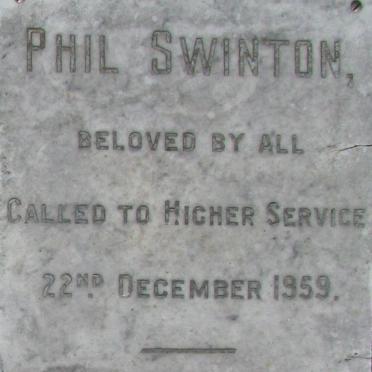 PHIL SWINTON,
BELOVED BY ALL
CALLED TO HIGHER SERVICE
22ND DECEMBER 1959.